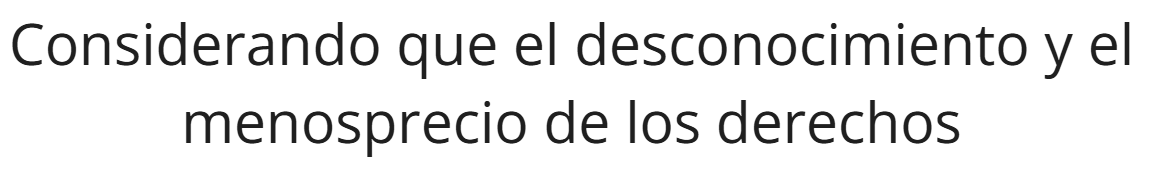 Considerando que el desconocimiento y el
menosprecio de los derechos